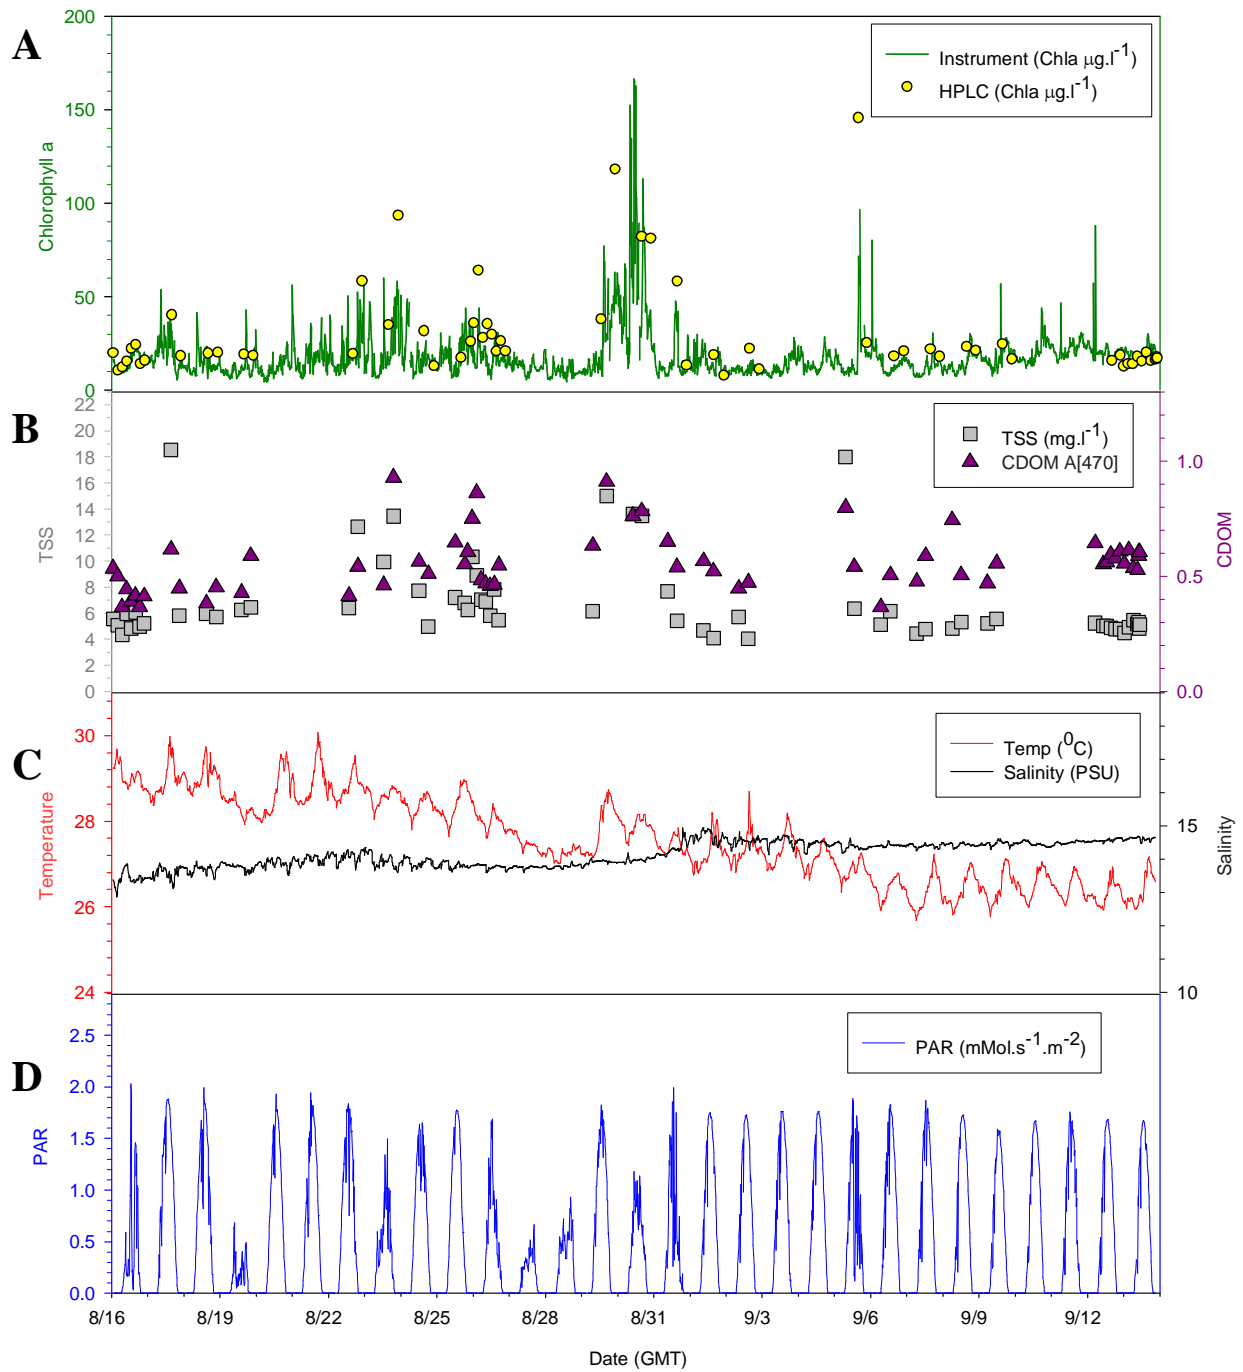 A
200
150
100
50
0
Chlorophyll a
Instrument (Chla μg.l⁻¹)
HPLC (Chla μg.l⁻¹)
B
22
20
18
16
14
12
10
8
6
4
2
0
TSS
TSS (mg.l⁻¹)
CDOM A[470]
1.0
0.5
0.0
CDOM
C
30
28
26
24
Temperature
Temp (⁰C)
Salinity (PSU)
15
10
Salinity
D
2.5
2.0
1.5
1.0
0.5
0.0
PAR
PAR (mMol.s⁻¹.m⁻²)
8/16 8/19 8/22 8/25 8/28 8/31 9/3 9/6 9/9 9/12
Date (GMT)